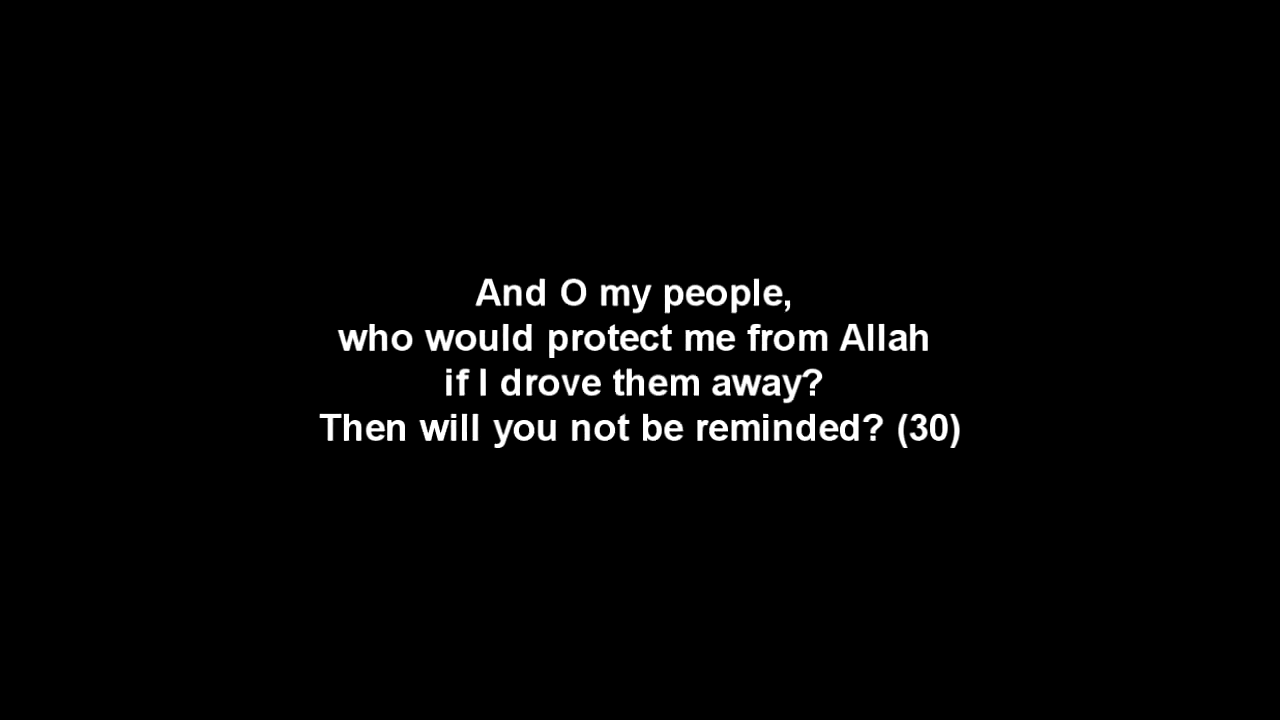 And O my people,
who would protect me from Allah
if I drove them away?
Then will you not be reminded? (30)